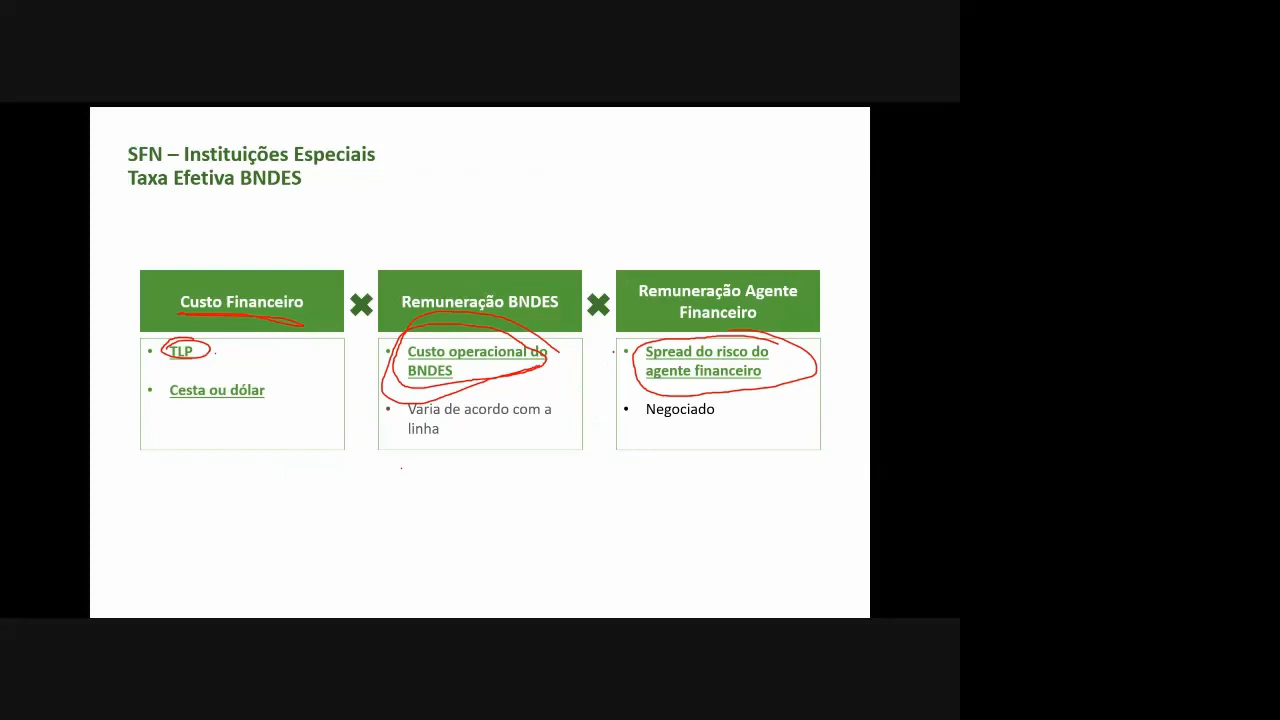 SFN – Instituições Especiais
Taxa Efetiva BNDES
Custo Financeiro
• TLP
• Cesta ou dólar
Remuneração BNDES
• Custo operacional do
BNDES
• Varia de acordo com a
linha
Remuneração Agente
Financeiro
• Spread do risco do
agente financeiro
• Negociado